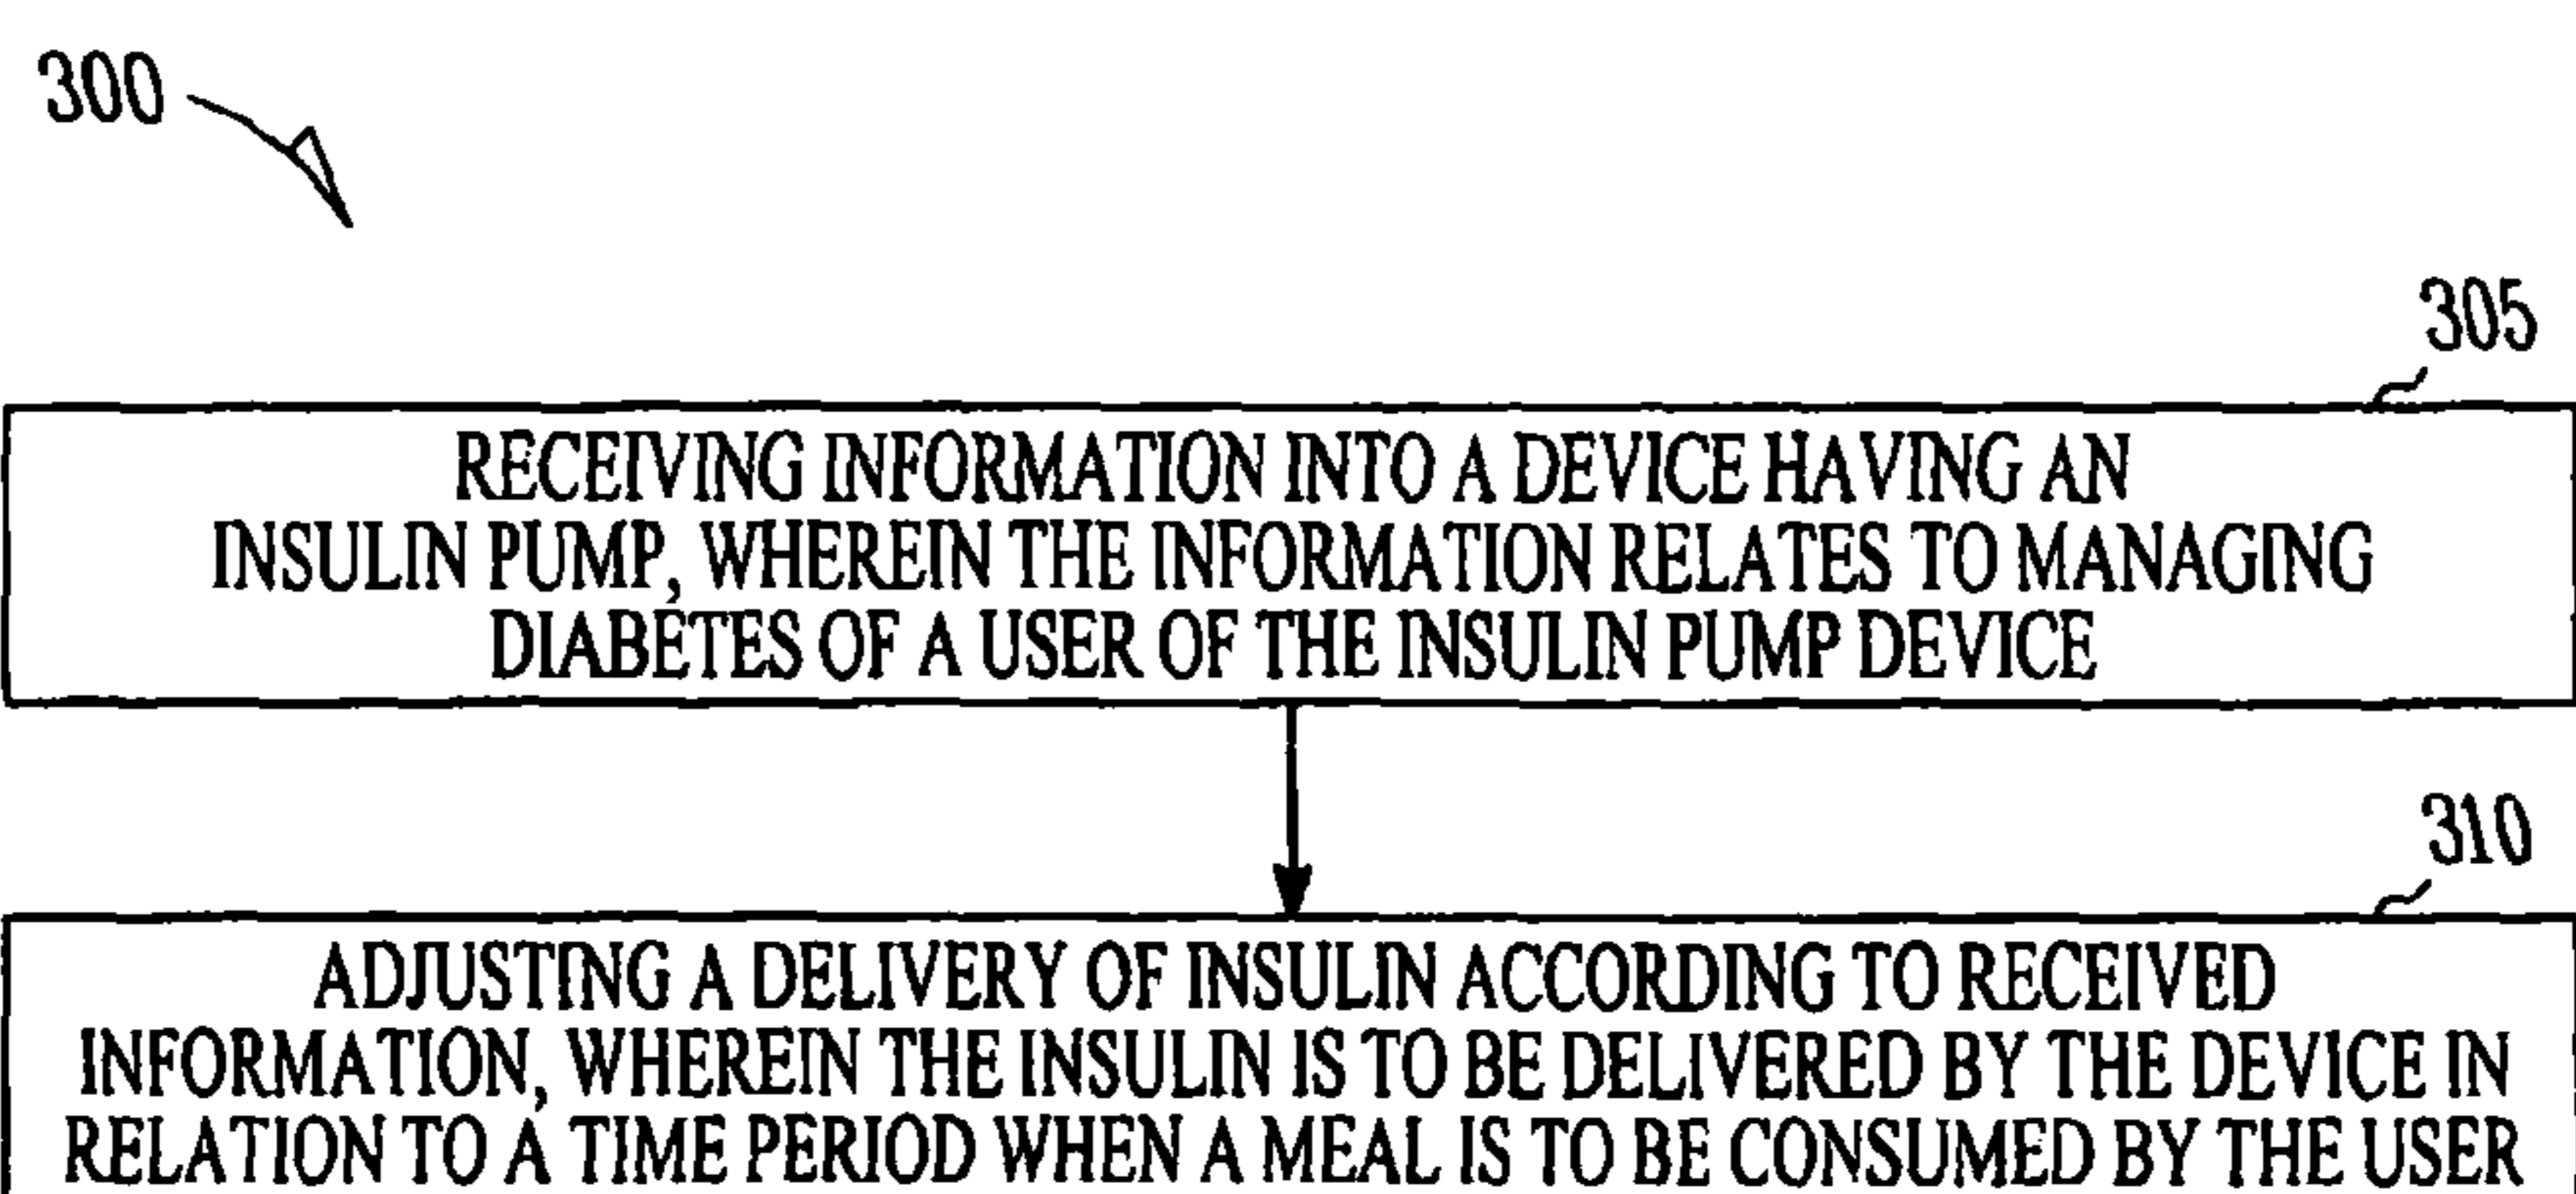 300
305
RECEIVING INFORMATION INTO A DEVICE HAVING AN
INSULIN PUMP, WHEREIN THE INFORMATION RELATES TO MANAGING
DIABETES OF A USER OF THE INSULIN PUMP DEVICE
310
ADJUSTING A DELIVERY OF INSULIN ACCORDING TO RECEIVED
INFORMATION, WHEREIN THE INSULIN IS TO BE DELIVERED BY THE DEVICE IN
RELATION TO A TIME PERIOD WHEN A MEAL IS TO BE CONSUMED BY THE USER